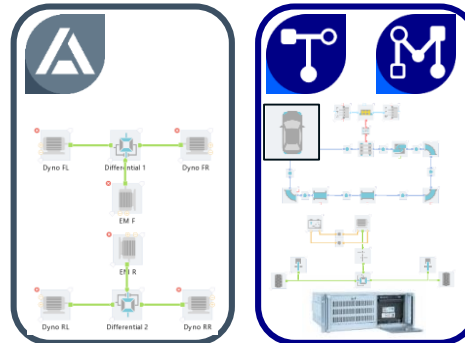 Dyno FL
Differential 1
Dyno FR
EM F
EM R
Dyno RL
Differential 2
Dyno RR